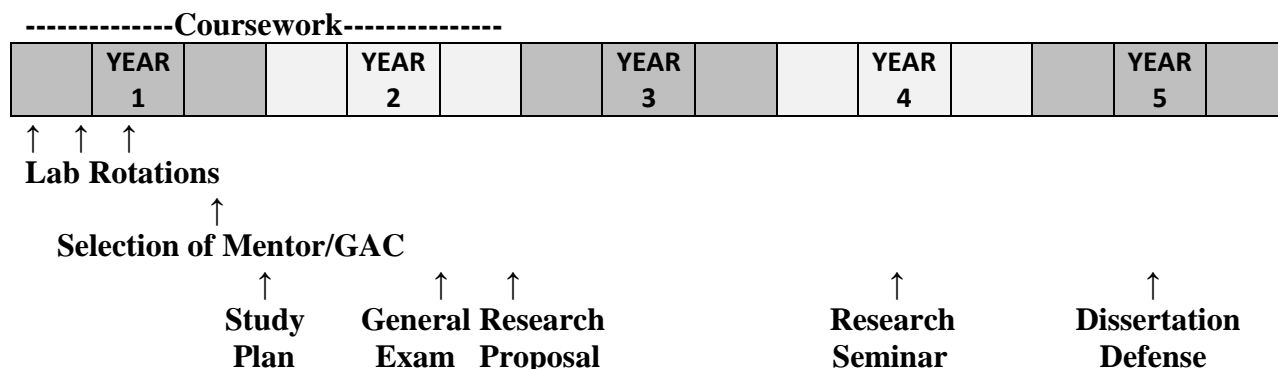 --------------Coursework---------------
YEAR YEAR YEAR YEAR YEAR
1 2 3 4 5
↑ ↑ ↑
Lab Rotations
↑
Selection of Mentor/GAC
↑ ↑ ↑ ↑ ↑
Study General Research Research Dissertation
Plan Exam Proposal Seminar Defense